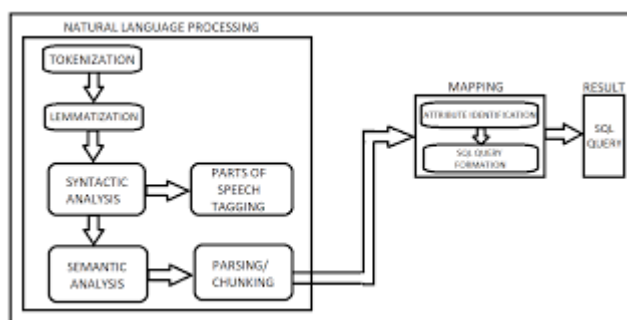 NATURAL LANGUAGE PROCESSING
TOKENIZATION
LEMMATIZATION
SYNTACTIC
ANALYSIS
PARTS OF
SPEECH
TAGGING
SEMANTIC
ANALYSIS
PARSING/
CHUNKING
MAPPING
ATTRIBUTE IDENTIFICATION
SQL QUERY
FORMATION
RESULT
SQL
QUERY